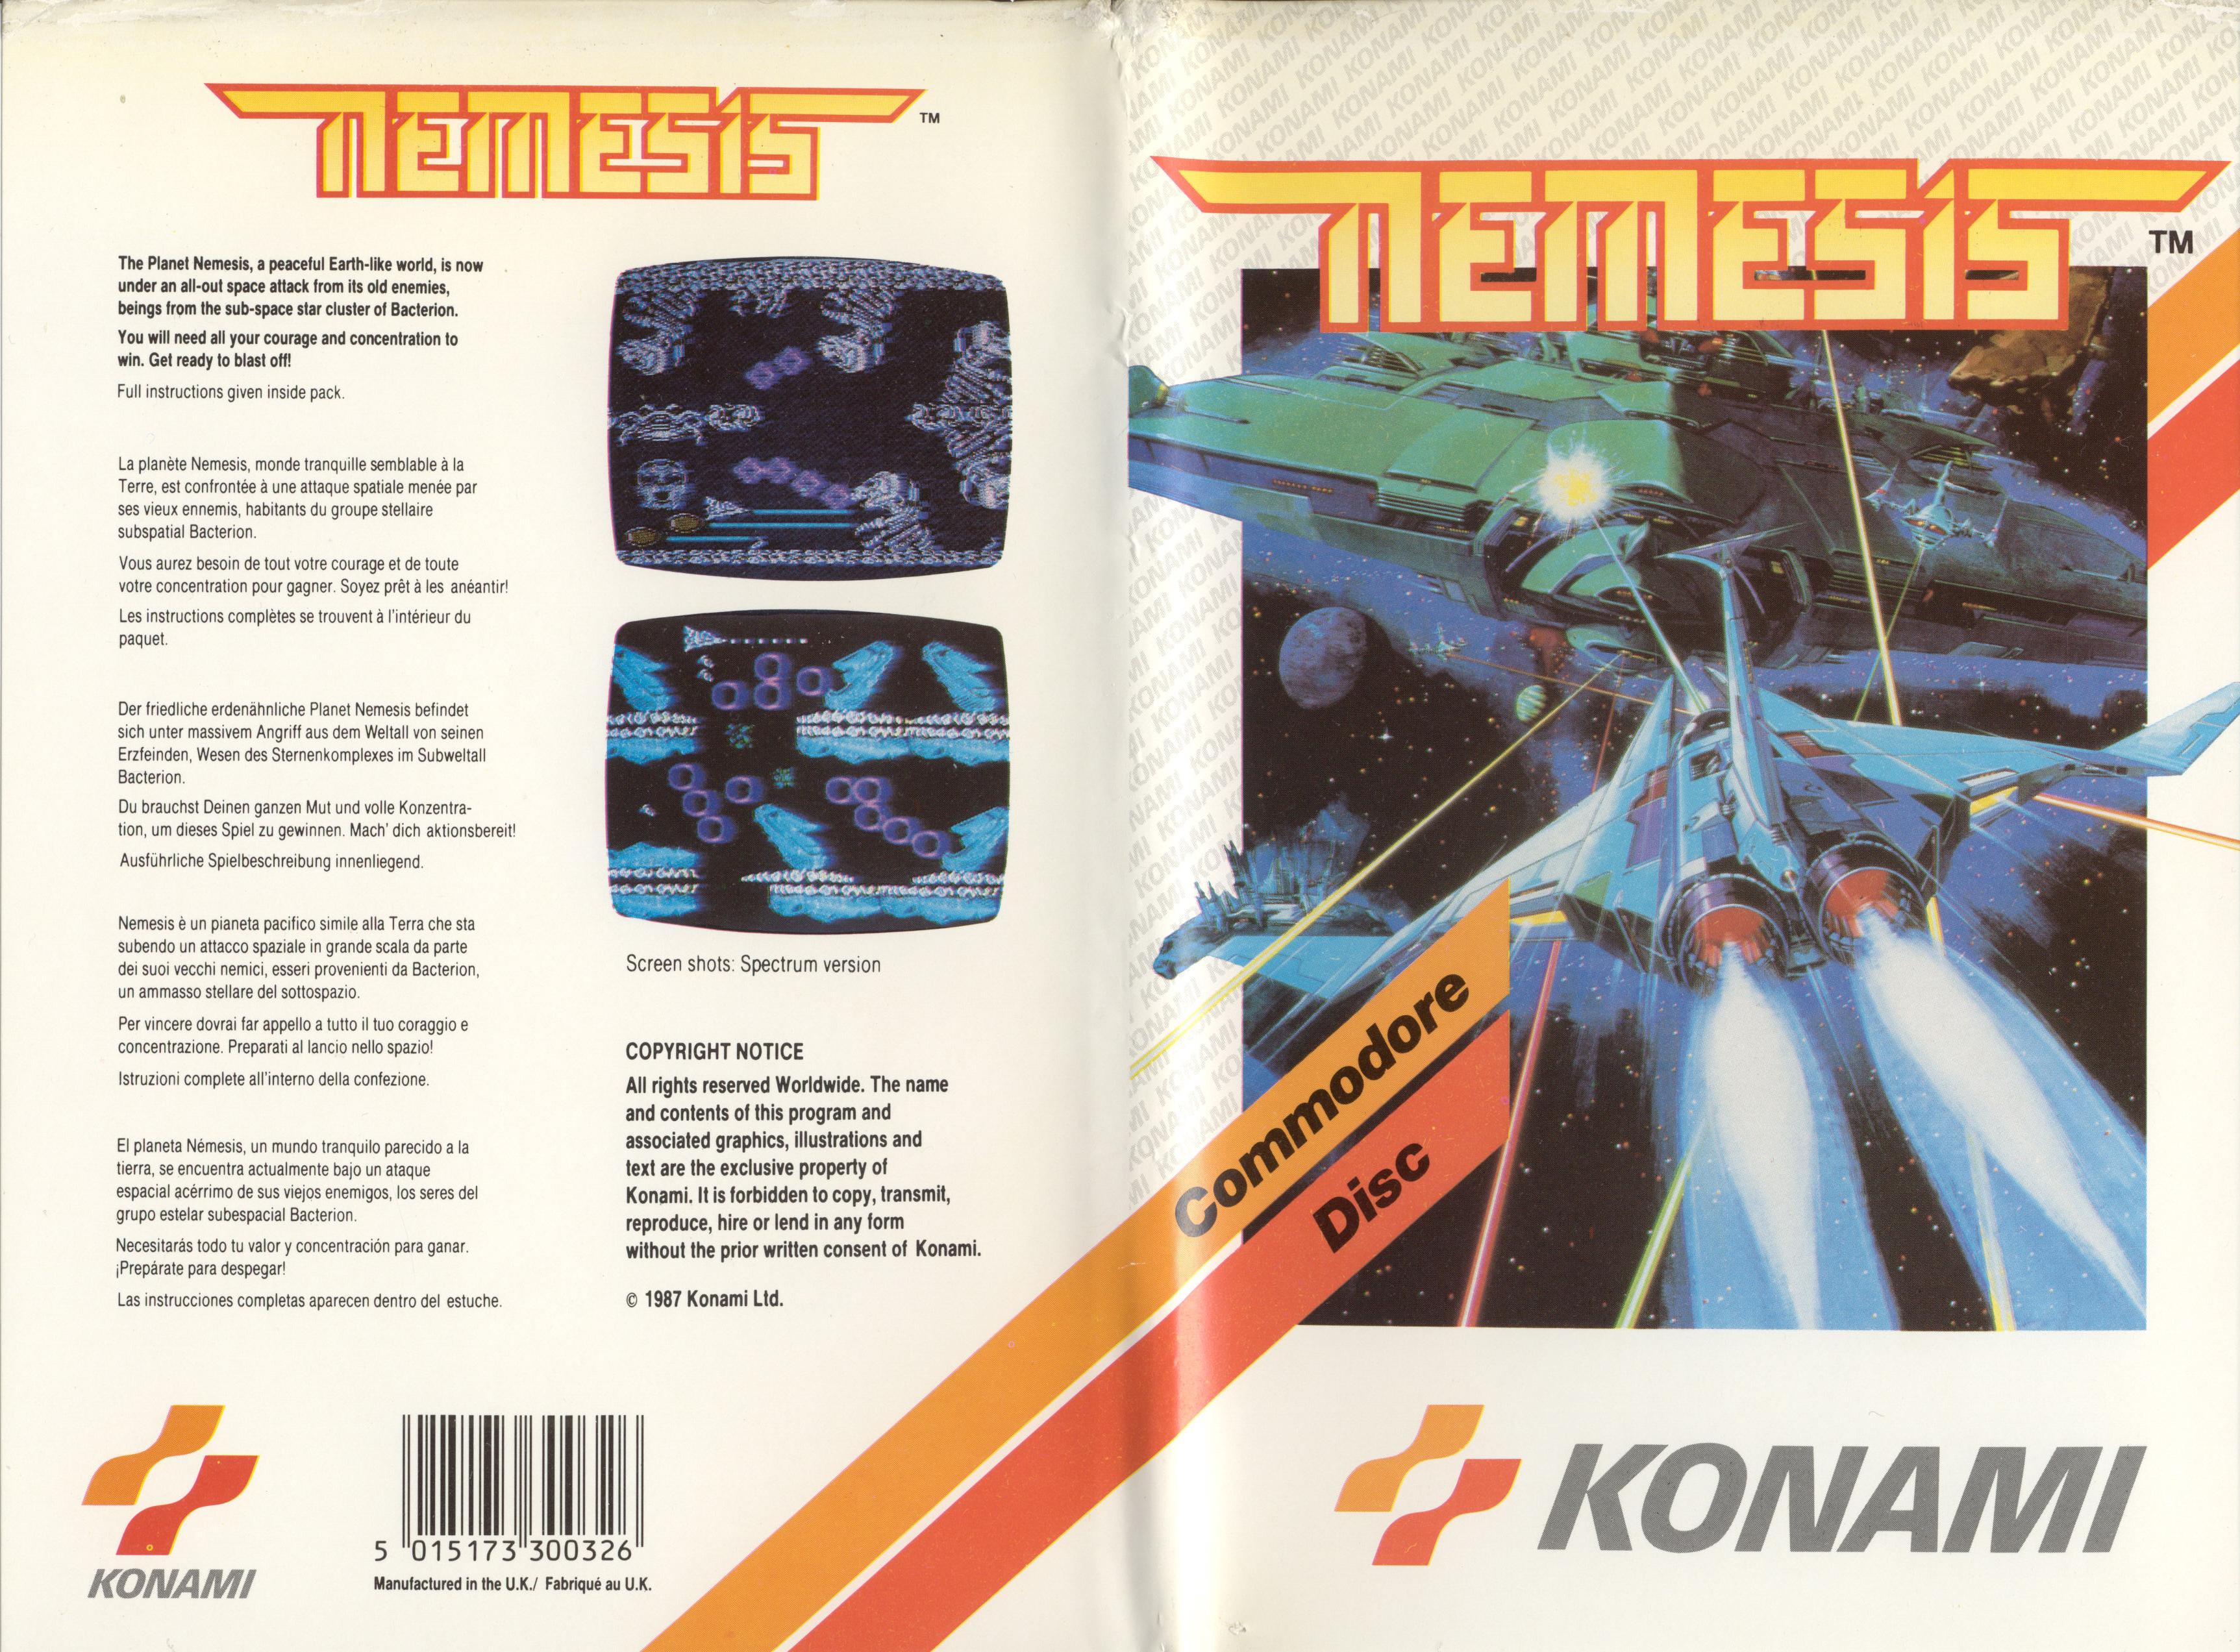 NEMESIS
TM
The Planet Nemesis, a peaceful Earth-like world, is now
under an all-out space attack from its old enemies,
beings from the sub-space star cluster of Bacterion.
You will need all your courage and concentration to
win. Get ready to blast off!
Full instructions given inside pack.
La planète Nemesis, monde tranquille semblable à la
Terre, est confrontée à une attaque spatiale menée par
ses vieux ennemis, habitants du groupe stellaire
subspatial Bacterion.
Vous aurez besoin de tout votre courage et de toute
votre concentration pour gagner. Soyez prêt à les anéantir!
Les instructions complètes se trouvent à l'intérieur du
paquet.
Der friedliche erdenähnliche Planet Nemesis befindet
sich unter massivem Angriff aus dem Weltall von seinen
Erzfeinden, Wesen des Sternenkomplexes im Subweltall
Bacterion.
Du brauchst Deinen ganzen Mut und volle Konzentra-
tion, um dieses Spiel zu gewinnen. Mach' dich aktionsbereit!
Ausführliche Spielbeschreibung innenliegend.
Nemesis è un pianeta pacifico simile alla Terra che sta
subendo un attacco spaziale in grande scala da parte
dei suoi vecchi nemici, esseri provenienti da Bacterion,
un ammasso stellare del sottospazio.
Per vincere dovrai far appello a tutto il tuo coraggio e
concentrazione. Preparati al lancio nello spazio!
Istruzioni complete all'interno della confezione.
El planeta Némesis, un mundo tranquilo parecido a la
tierra, se encuentra actualmente bajo un ataque
espacial acérrimo de sus viejos enemigos, los seres del
grupo estelar subespacial Bacterion.
Necesitarás todo tu valor y concentración para ganar.
¡Prepárate para despegar!
Las instrucciones completas aparecen dentro del estuche.
Screen shots: Spectrum version
COPYRIGHT NOTICE
All rights reserved Worldwide. The name
and contents of this program and
associated graphics, illustrations and
text are the exclusive property of
Konami. It is forbidden to copy, transmit,
reproduce, hire or lend in any form
without the prior written consent of Konami.
© 1987 Konami Ltd.
KONAMI
5 015173 300326
Manufactured in the U.K./ Fabriqué au U.K.
NEMESIS
TM
Commodore
Disc
KONAMI